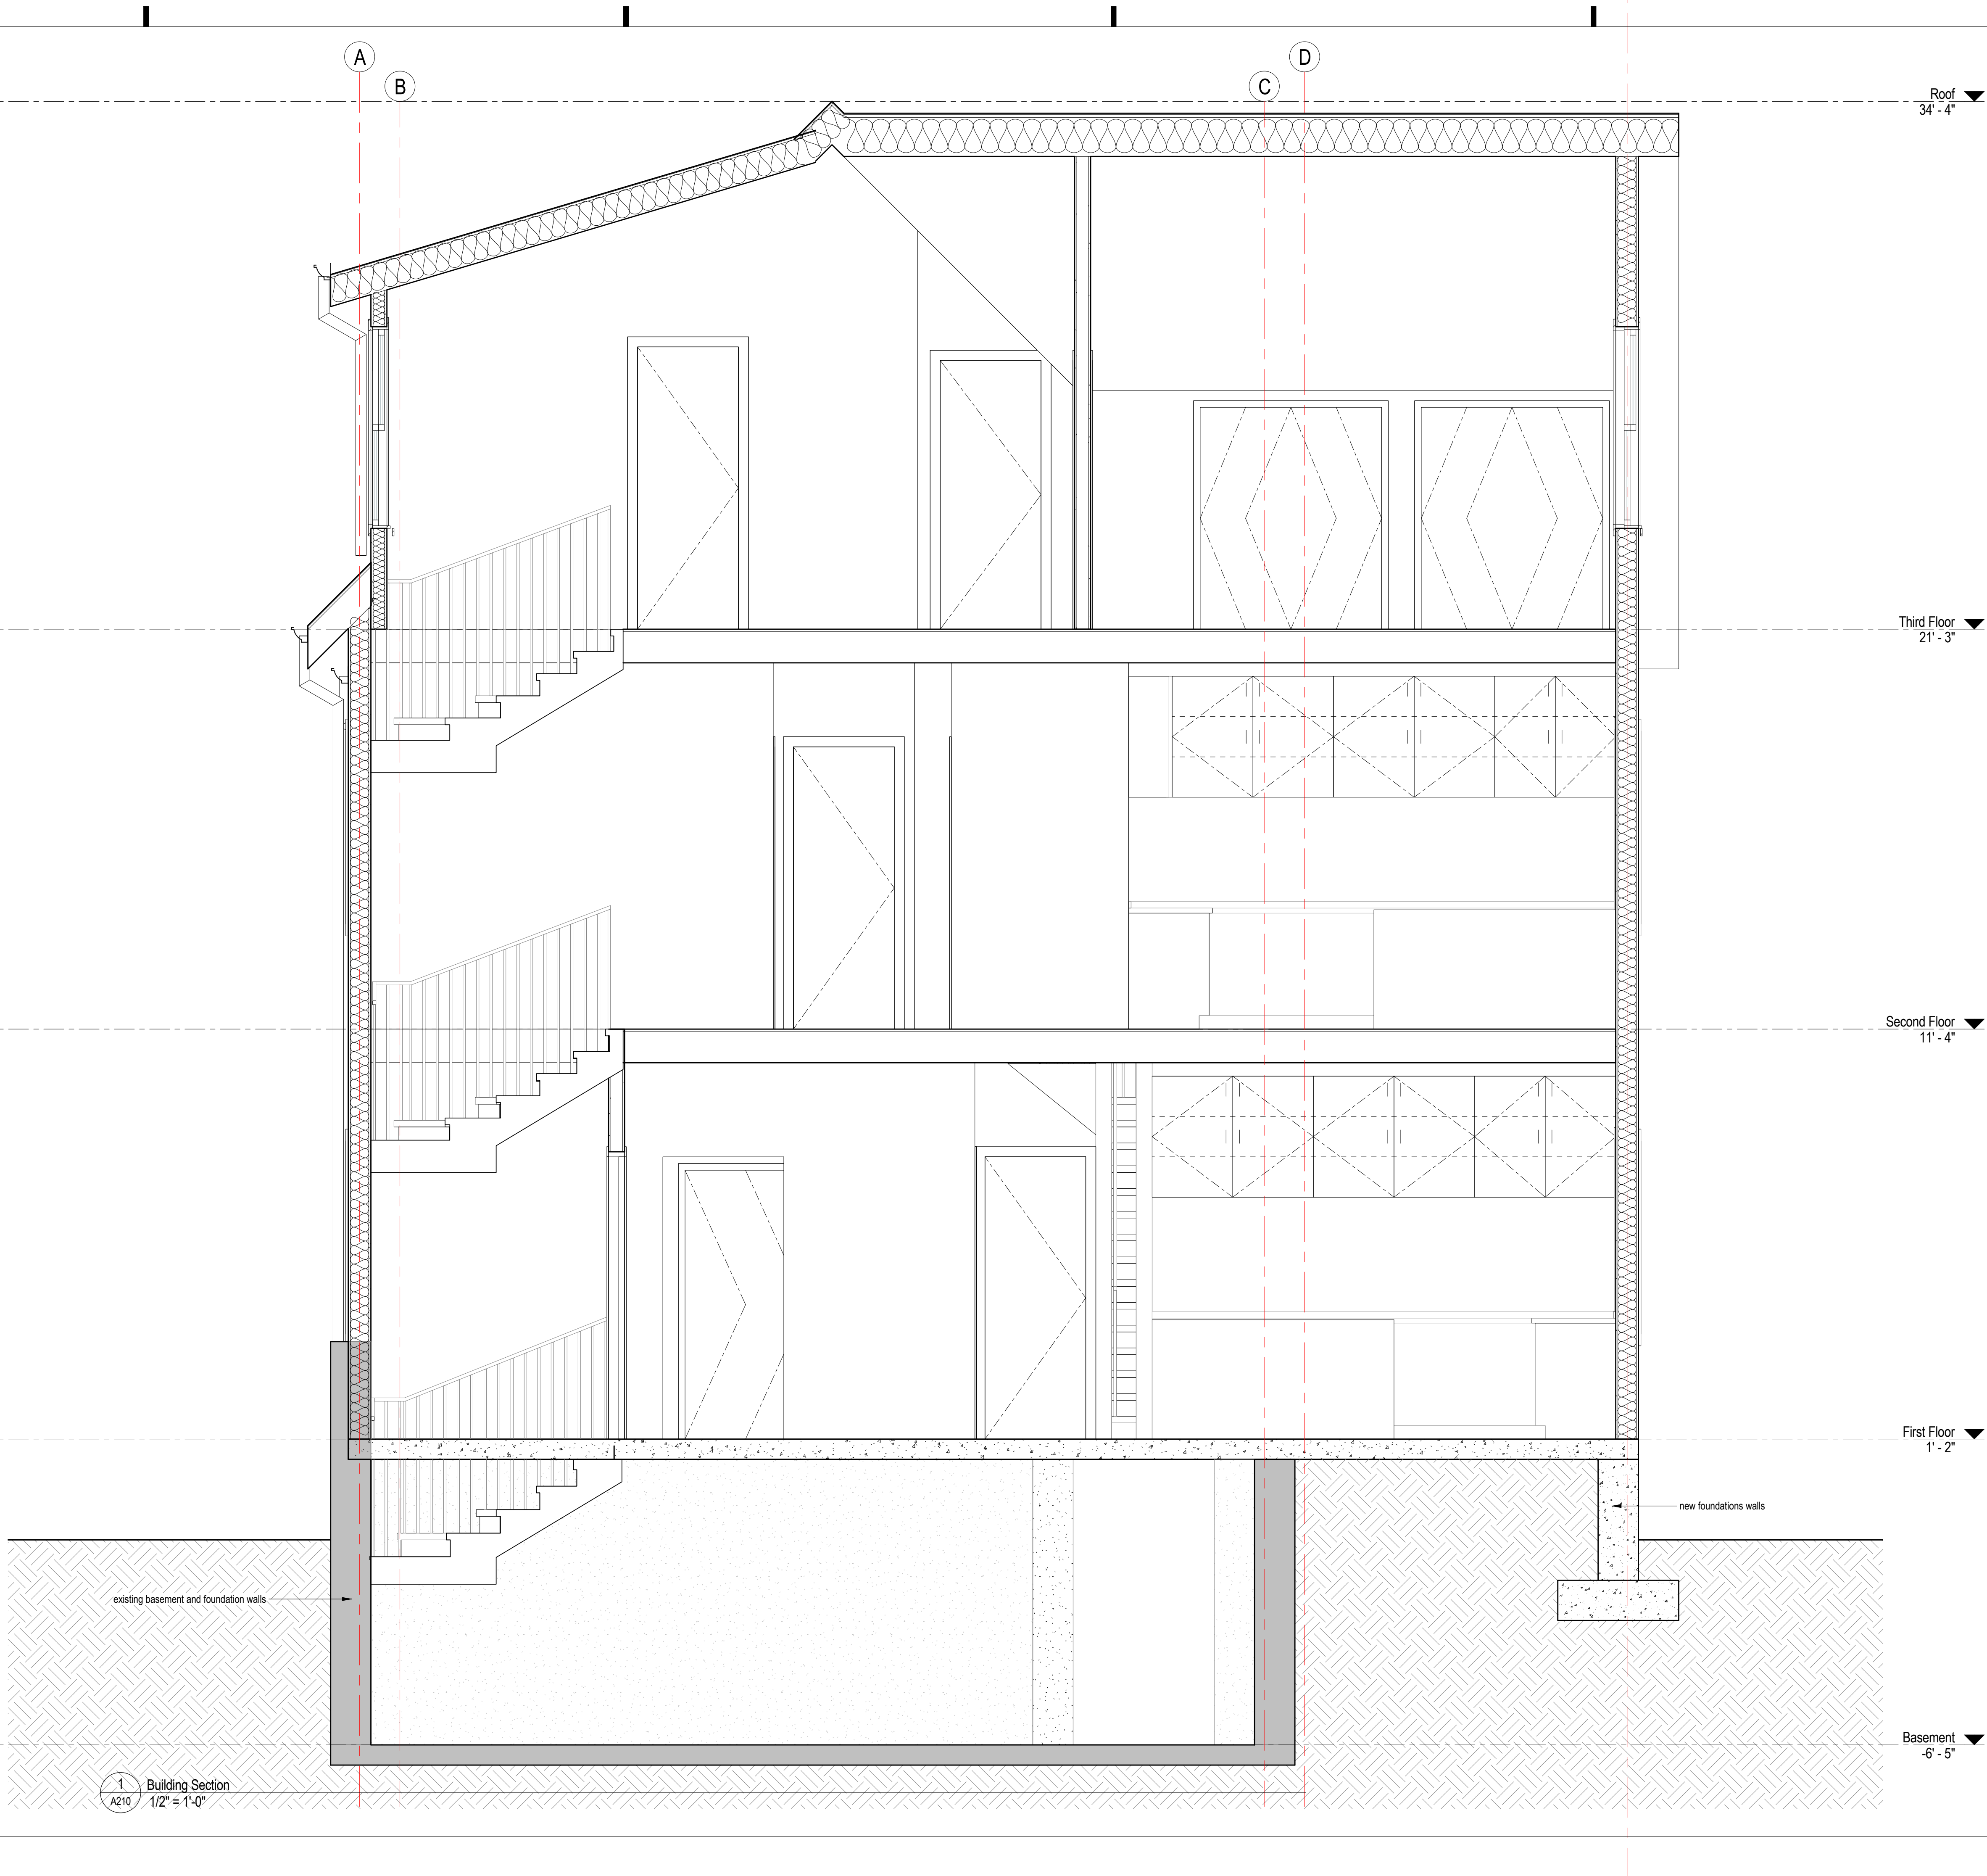 A
B
C
D
Roof
34' - 4"
Third Floor
21' - 3"
Second Floor
11' - 4"
First Floor
1' - 2"
new foundations walls
existing basement and foundation walls
Basement
-6' - 5"
1
A210
Building Section
1/2" = 1'-0"